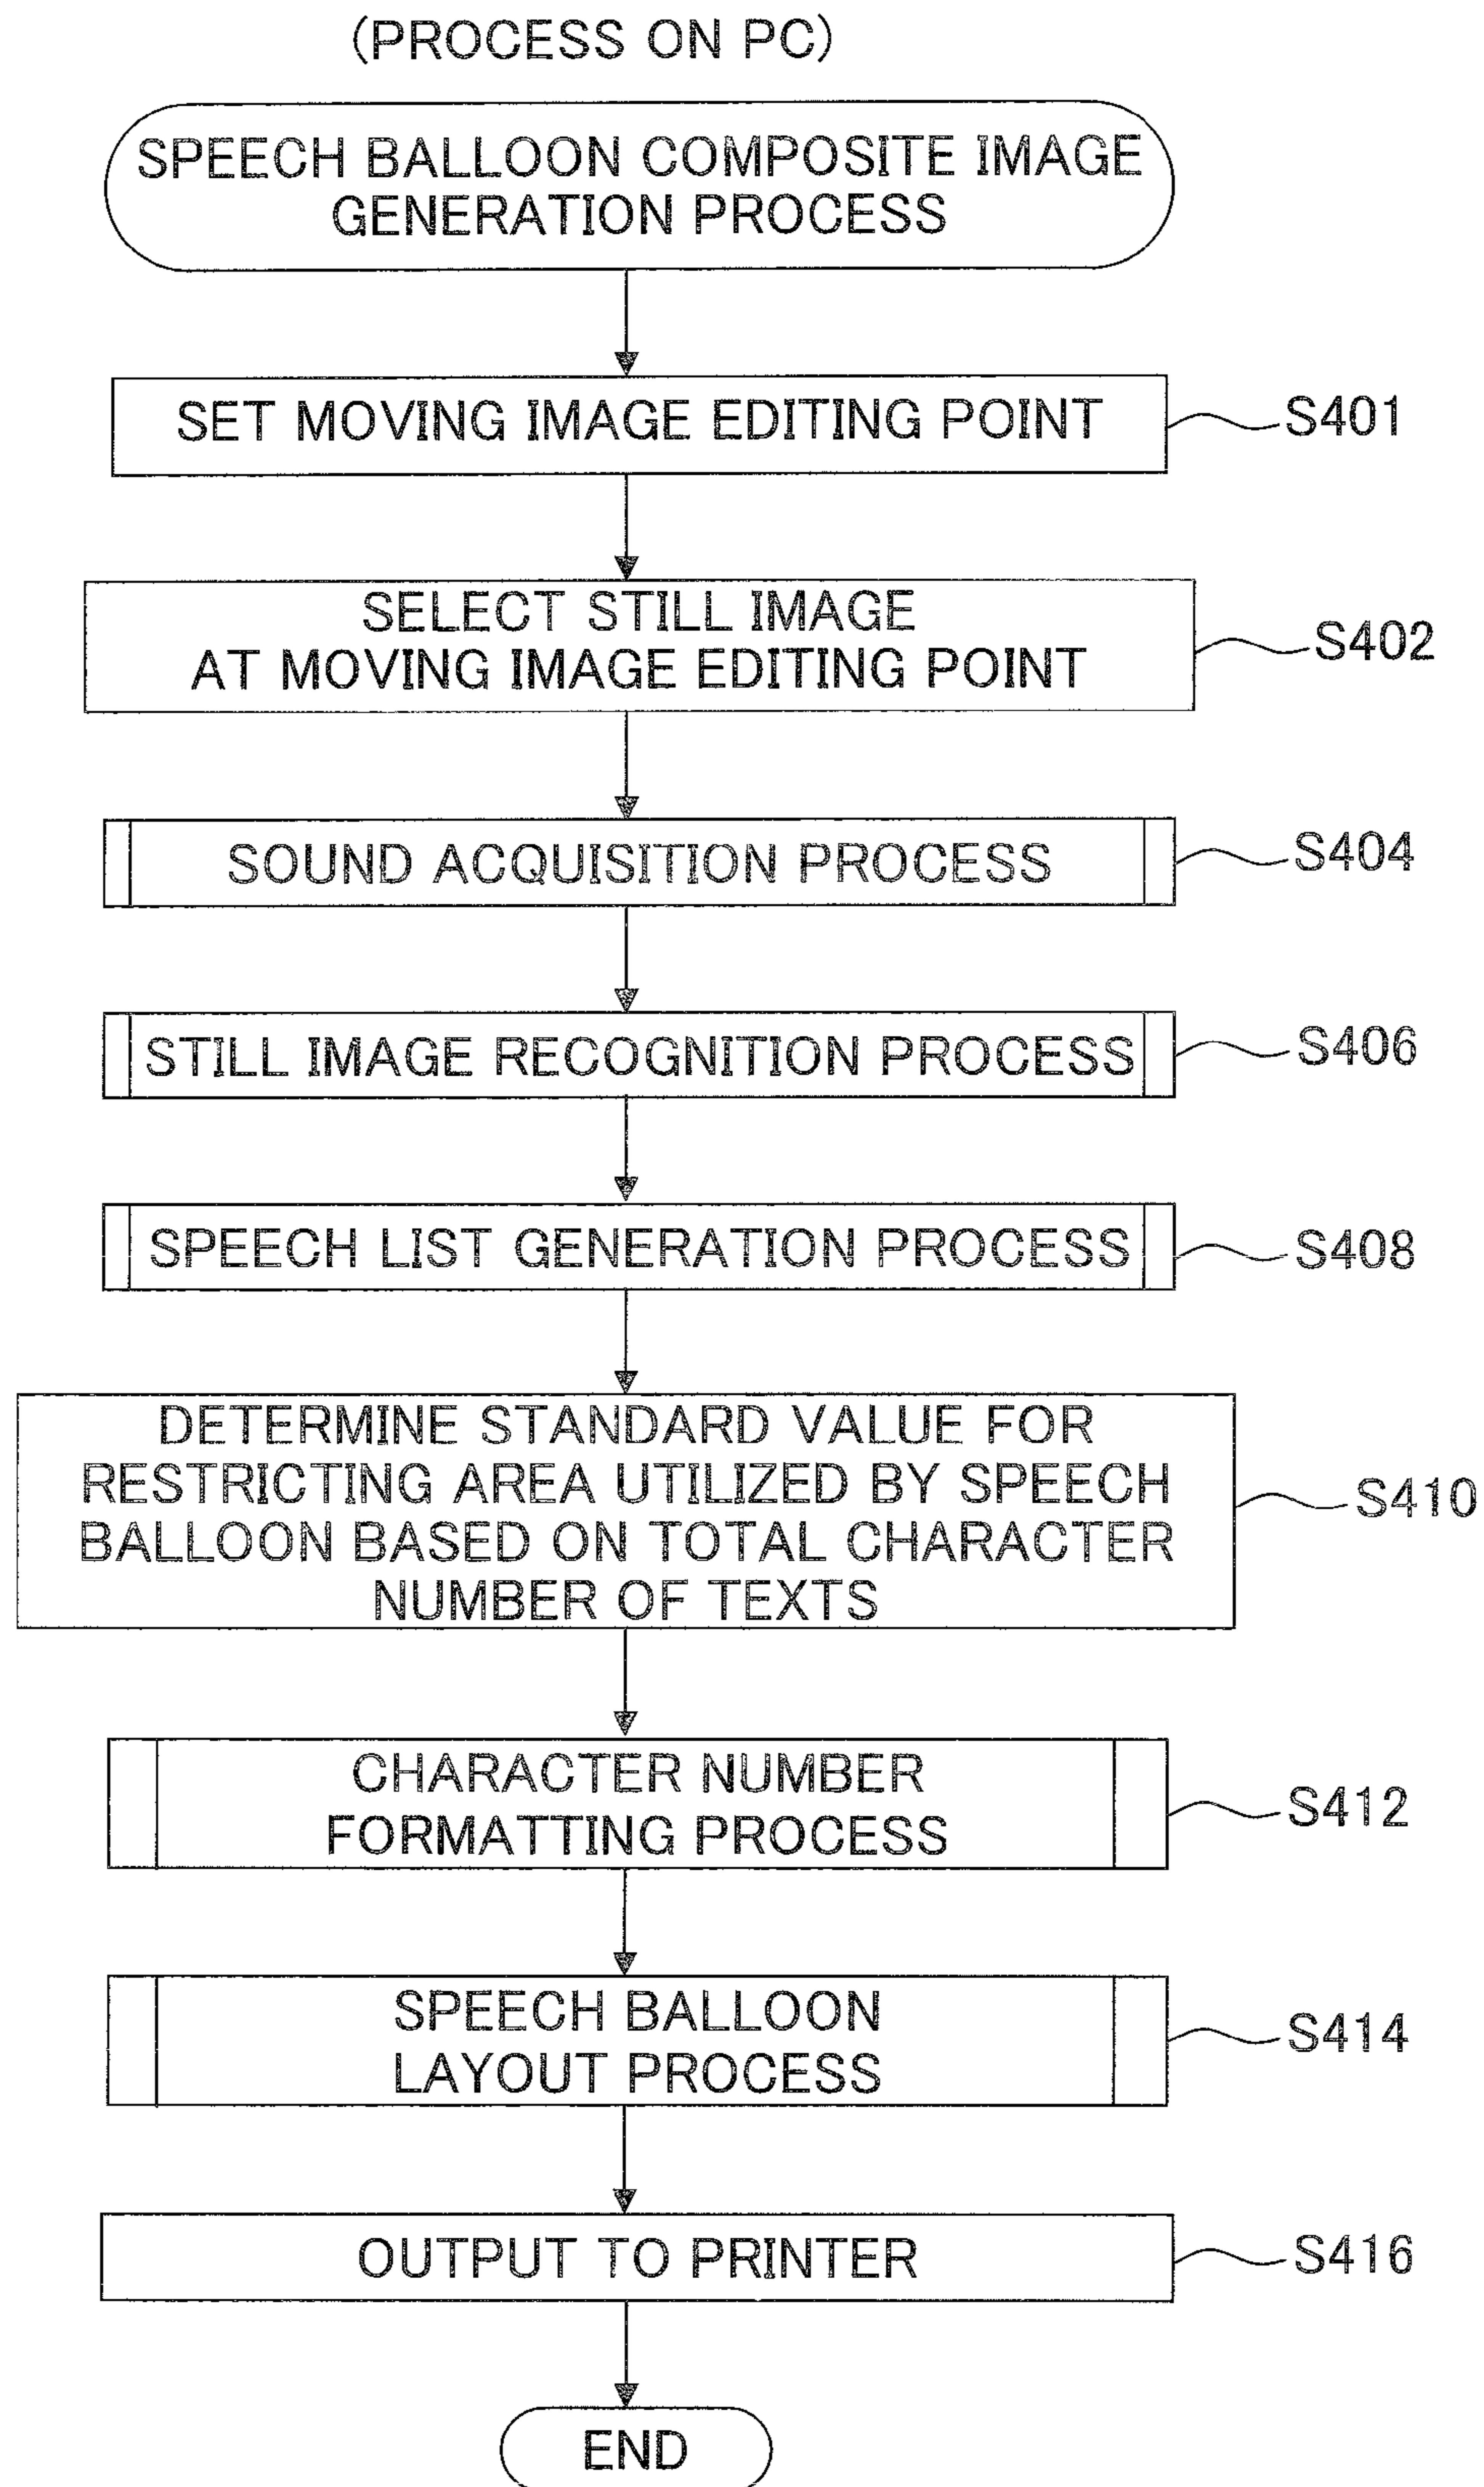 (PROCESS ON PC)
SPEECH BALLOON COMPOSITE IMAGE
GENERATION PROCESS
SET MOVING IMAGE EDITING POINT
S401
SELECT STILL IMAGE
AT MOVING IMAGE EDITING POINT
S402
SOUND ACQUISITION PROCESS
S404
STILL IMAGE RECOGNITION PROCESS
S406
SPEECH LIST GENERATION PROCESS
S408
DETERMINE STANDARD VALUE FOR
RESTRICTING AREA UTILIZED BY SPEECH
BALLOON BASED ON TOTAL CHARACTER
NUMBER OF TEXTS
S410
CHARACTER NUMBER
FORMATTING PROCESS
S412
SPEECH BALLOON
LAYOUT PROCESS
S414
OUTPUT TO PRINTER
S416
END